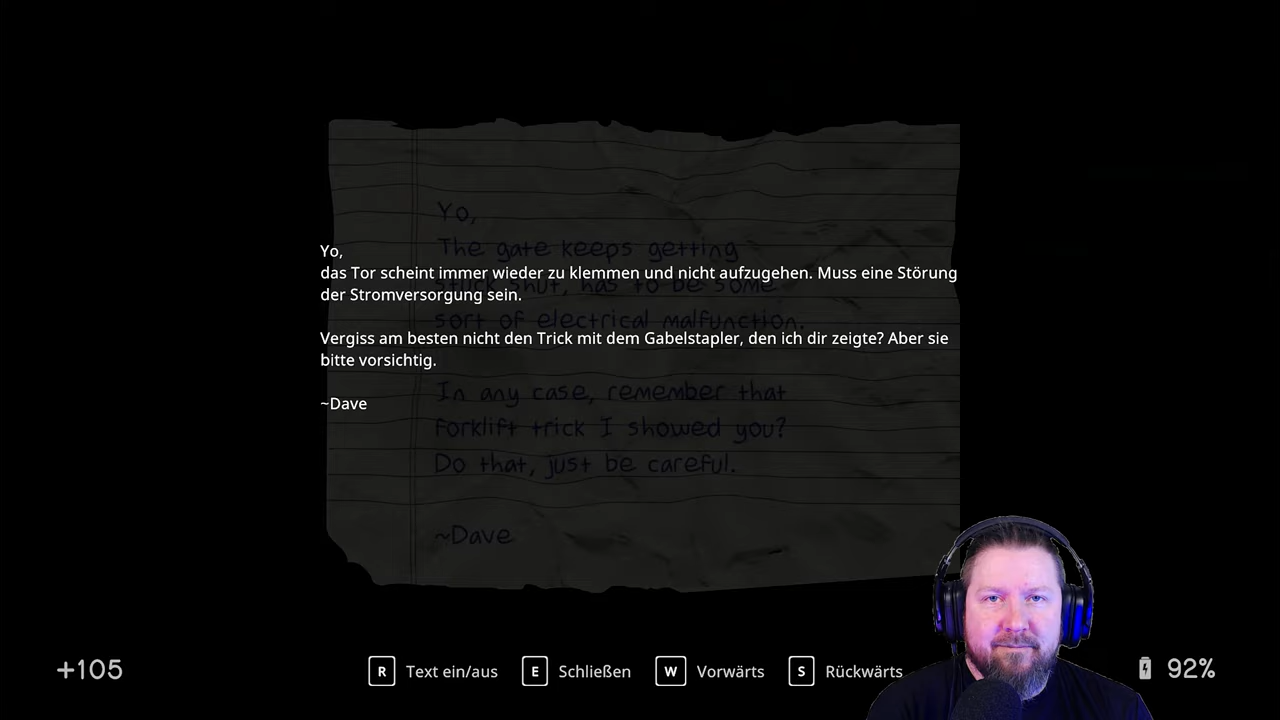 Yo,
The gate keeps getting
stuck shut, has to be some
sort of electrical malfunction.
In any case, remember that
forklift trick I showed you?
Do that, just be careful.
~Dave
Yo,
das Tor scheint immer wieder zu klemmen und nicht aufzugehen. Muss eine Störung
der Stromversorgung sein.
Vergiss am besten nicht den Trick mit dem Gabelstapler, den ich dir zeigte? Aber sie
bitte vorsichtig.
~Dave
+105
R Text ein/aus E Schließen W Vorwärts S Rückwärts
92%